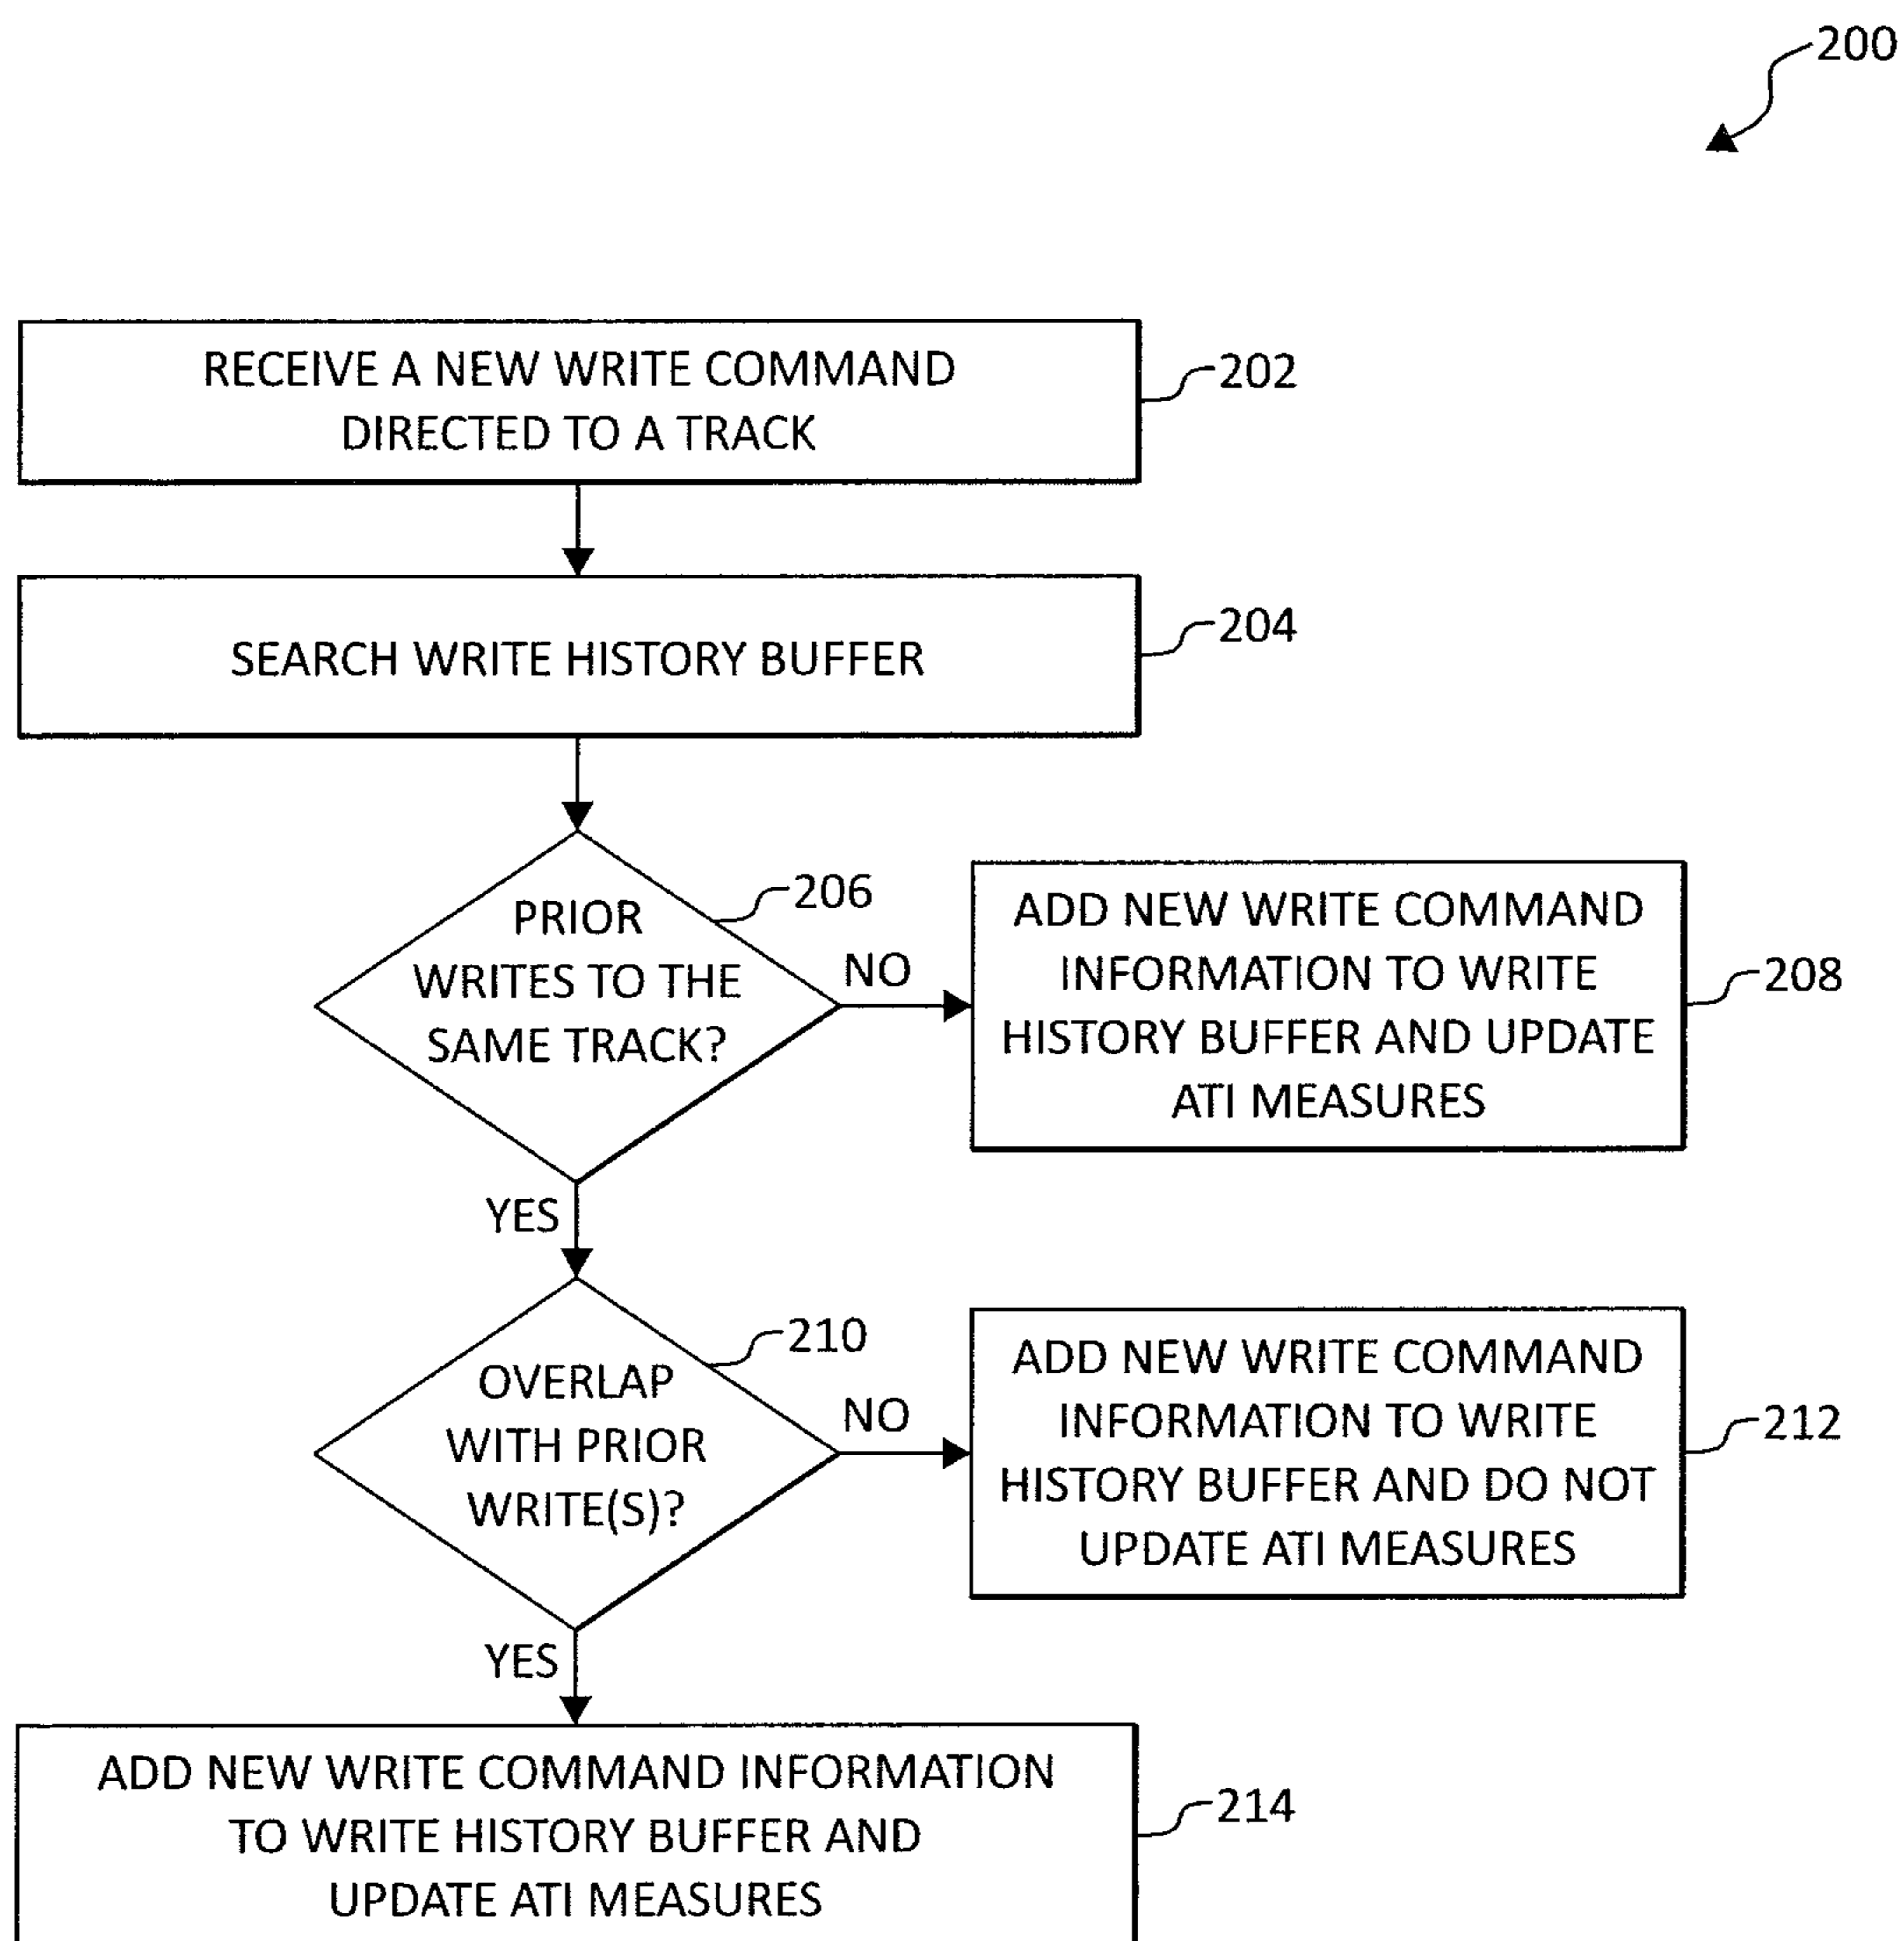 200
RECEIVE A NEW WRITE COMMAND
DIRECTED TO A TRACK
202
SEARCH WRITE HISTORY BUFFER
204
PRIOR
WRITES TO THE
SAME TRACK?
206
NO
ADD NEW WRITE COMMAND
INFORMATION TO WRITE
HISTORY BUFFER AND UPDATE
ATI MEASURES
208
YES
OVERLAP
WITH PRIOR
WRITE(S)?
210
NO
ADD NEW WRITE COMMAND
INFORMATION TO WRITE
HISTORY BUFFER AND DO NOT
UPDATE ATI MEASURES
212
YES
ADD NEW WRITE COMMAND INFORMATION
TO WRITE HISTORY BUFFER AND
UPDATE ATI MEASURES
214